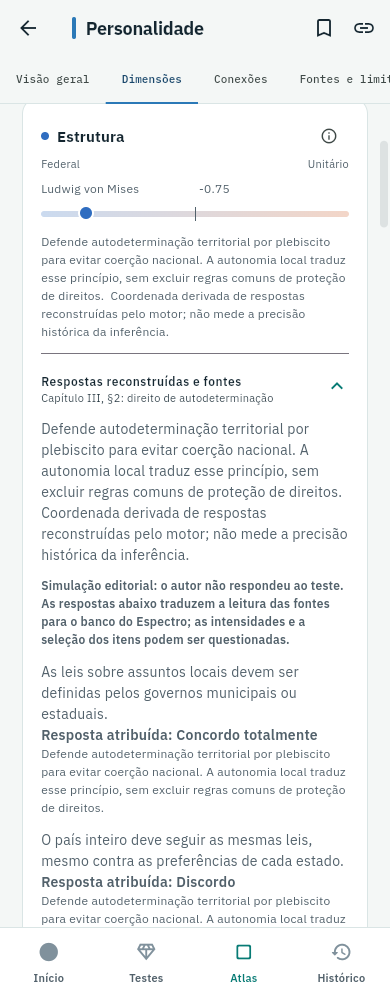 Personalidade
Visão geral
Dimensões
Conexões
Fontes e limit
Estrutura
Federal
Unitário
Ludwig von Mises
-0.75
Defende autodeterminação territorial por plebiscito
para evitar coerção nacional. A autonomia local traduz
esse princípio, sem excluir regras comuns de proteção
de direitos.  Coordenada derivada de respostas
reconstruídas pelo motor; não mede a precisão
histórica da inferência.
Respostas reconstruídas e fontes
Capítulo III, §2: direito de autodeterminação
Defende autodeterminação territorial por
plebiscito para evitar coerção nacional. A
autonomia local traduz esse princípio, sem
excluir regras comuns de proteção de direitos.
Coordenada derivada de respostas
reconstruídas pelo motor; não mede a precisão
histórica da inferência.
Simulação editorial: o autor não respondeu ao teste.
As respostas abaixo traduzem a leitura das fontes
para o banco do Espectro; as intensidades e a
seleção dos itens podem ser questionadas.
As leis sobre assuntos locais devem ser
definidas pelos governos municipais ou
estaduais.
Resposta atribuída: Concordo totalmente
Defende autodeterminação territorial por plebiscito
para evitar coerção nacional. A autonomia local traduz
esse princípio, sem excluir regras comuns de proteção
de direitos.
O país inteiro deve seguir as mesmas leis,
mesmo contra as preferências de cada estado.
Resposta atribuída: Discordo
Defende autodeterminação territorial por plebiscito
para evitar coerção nacional. A autonomia local traduz
Início
Testes
Atlas
Histórico